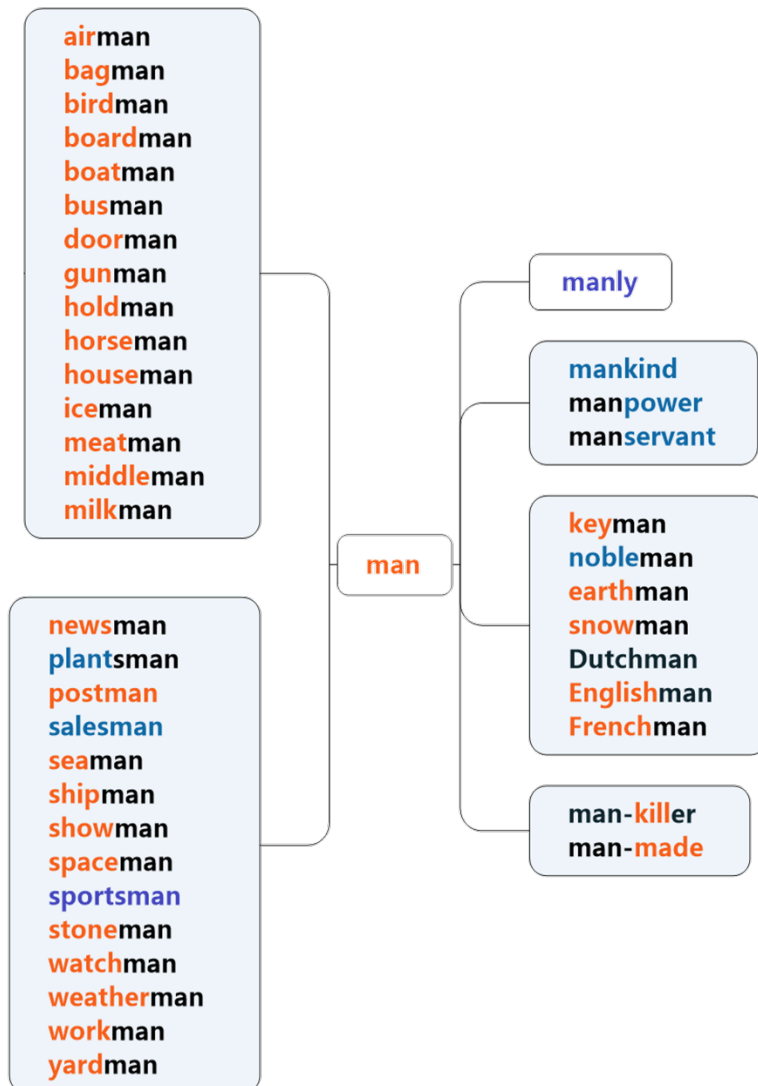 airman
bagman
birdman
boardman
boatman
busman
doorman
gunman
holdman
horseman
houseman
iceman
meatman
middleman
milkman
newsman
plantsman
postman
salesman
seaman
shipman
showman
spaceman
sportsman
stoneman
watchman
weatherman
workman
yardman
man
manly
mankind
manpower
manservant
keyman
nobleman
earthman
snowman
Dutchman
Englishman
Frenchman
man-killer
man-made